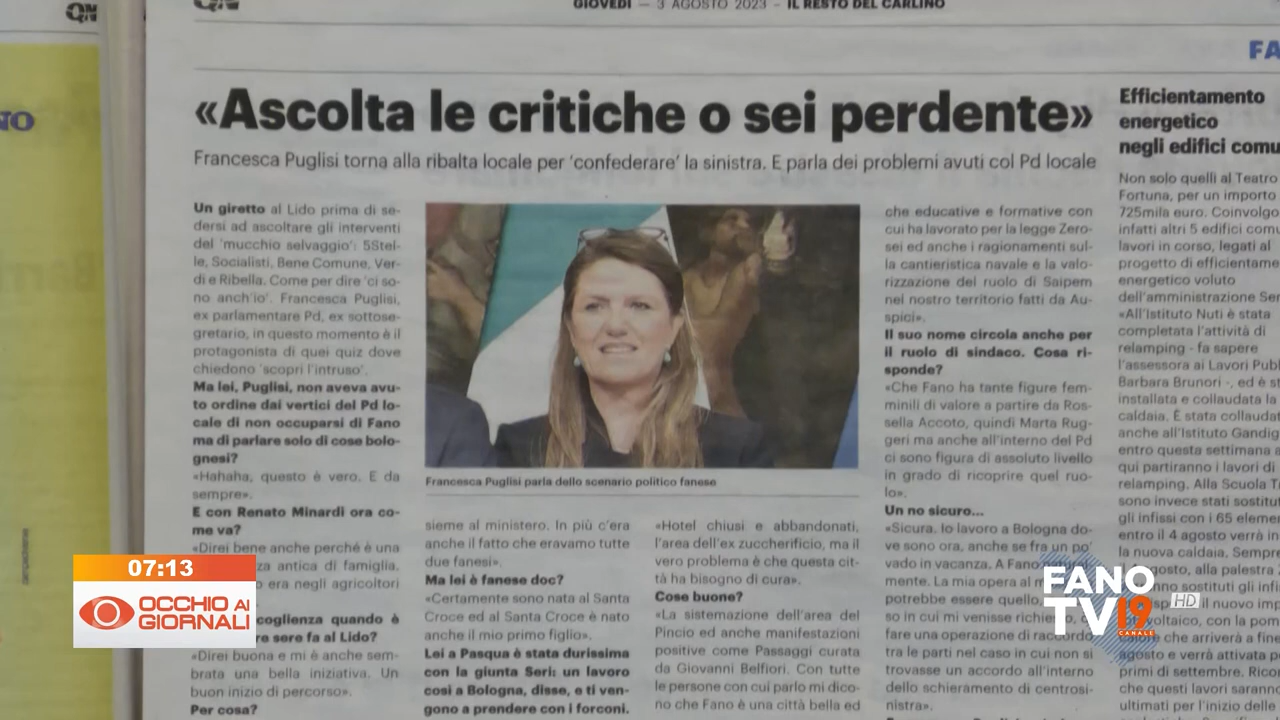 QN
GIOVEDÌ — 3 AGOSTO 2023 – IL RESTO DEL CARLINO
«Ascolta le critiche o sei perdente»
Francesca Puglisi torna alla ribalta locale per ‘confederare’ la sinistra. E parla dei problemi avuti col Pd locale
Un giretto al Lido prima di se-
dersi ad ascoltare gli interventi
del ‘mucchio selvaggio’: 5Stel-
le, Socialisti, Bene Comune, Ver-
di e Ribella. Come per dire ‘ci so-
no anch’io’. Francesca Puglisi,
ex parlamentare Pd, ex sottose-
gretario, in questo momento è il
protagonista di quei quiz dove
chiedono ‘scopri l’intruso’.
Ma lei, Puglisi, non aveva avu-
to ordine dai vertici del Pd lo-
cale di non occuparsi di Fano
ma di parlare solo di cose bolo-
gnesi?
«Hahaha, questo è vero. E da
sempre».
E con Renato Minardi ora co-
me va?
«Direi bene anche perché è una
za antica di famiglia.
o era negli agricoltori
coglienza quando è
sere fa al Lido?
«Direi buona e mi è anche sem-
brata una bella iniziativa. Un
buon inizio di percorso».
Per cosa?
Francesca Puglisi parla dello scenario politico fanese
sieme al ministero. In più c’era
anche il fatto che eravamo tutte
due fanesi».
Ma lei è fanese doc?
«Certamente sono nata al Santa
Croce ed al Santa Croce è nato
anche il mio primo figlio».
Lei a Pasqua è stata durissima
con la giunta Seri: un lavoro
così a Bologna, disse, e ti ven-
gono a prendere con i forconi.
«Hotel chiusi e abbandonati,
l’area dell’ex zuccherificio, ma il
vero problema è che questa cit-
tà ha bisogno di cura».
Cose buone?
«La sistemazione dell’area del
Pincio ed anche manifestazioni
positive come Passaggi curata
da Giovanni Belfiori. Con tutte
le persone con cui parlo mi dico-
no che Fano è una città bella ed
che educative e formative con
cui ha lavorato per la legge Zero-
sei ed anche i ragionamenti sul-
la cantieristica navale e la valo-
rizzazione del ruolo di Saipem
nel nostro territorio fatti da Au-
spici».
Il suo nome circola anche per
il ruolo di sindaco. Cosa ri-
sponde?
«Che Fano ha tante figure fem-
minili di valore a partire da Ros-
sella Accoto, quindi Marta Rug-
geri ma anche all’interno del Pd
ci sono figura di assoluto livello
in grado di ricoprire quel ruo-
lo».
Un no sicuro...
«Sicura. Io lavoro a Bologna do-
ve sono ora, anche se fra un po’
vado in vacanza. A Fano
mente. La mia opera al
potrebbe essere quello,
so in cui mi venisse richiesto,
fare una operazione di raccordo
tra le parti nel caso in cui non si
trovasse un accordo all’interno
dello schieramento di centrosi-
nistra».
FA
Efficientamento
energetico
negli edifici comu
Non solo quelli al Teatro
Fortuna, per un importo
725mila euro. Coinvolgo
infatti altri 5 edifici comu
lavori in corso, legati al
progetto di efficientame
energetico voluto
dell’amministrazione Ser
«All’Istituto Nuti è stata
completata l’attività di
relamping - fa sapere
l’assessora ai Lavori Pubb
Barbara Brunori -, ed è st
installata e collaudata la
caldaia. È stata collaudat
anche all’Istituto Gandig
entro questa settimana a
qui partiranno i lavori di
relamping. Alla Scuola T
sono invece stati sostitut
gli infissi con i 65 elemen
entro il 4 agosto verrà in
la nuova caldaia. Sempre
agosto, alla palestra
anno sostituti gli infi
il nuovo imp
voltaico, con la pom
che arriverà a fine
agosto e verrà attivata p
primi di settembre. Rico
che questi lavori saranno
ultimati per l’inizio delle
QN
NO
07:13
OCCHIO AI
GIORNALI
FANO
TV19
CANALE
HD